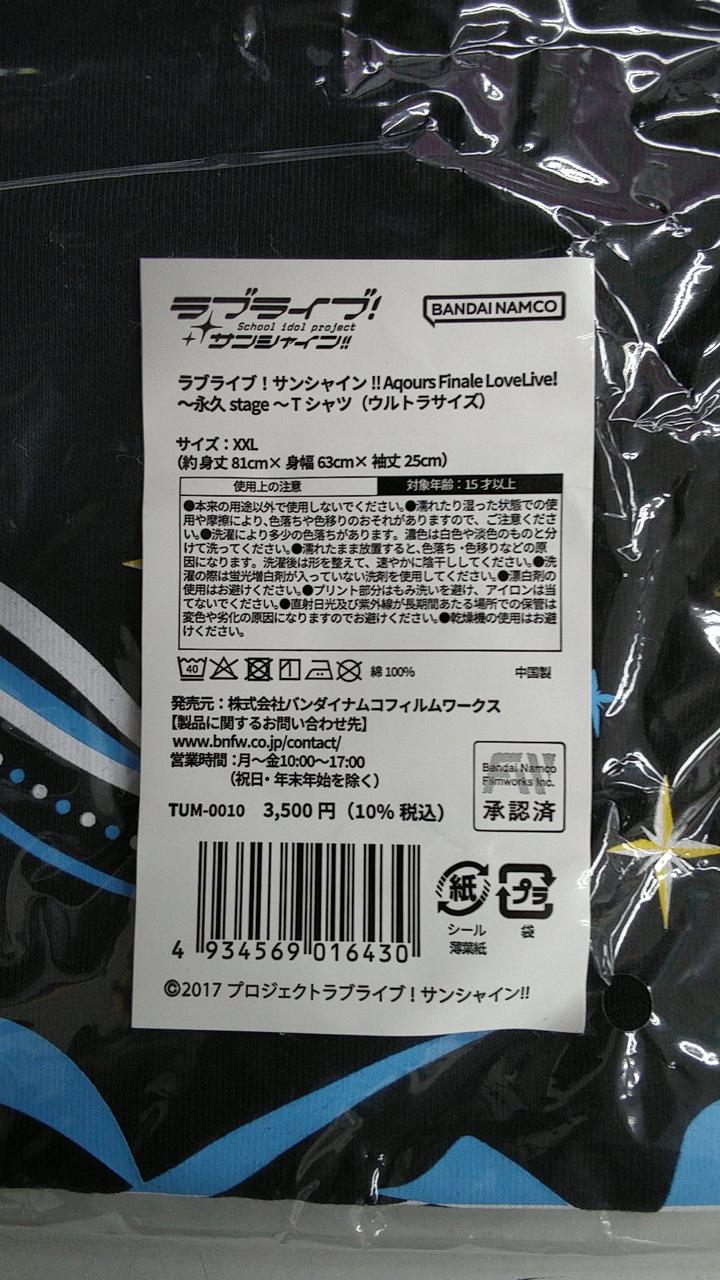 ラブライブ!
School idol project
サンシャイン!!
BANDAI NAMCO
ラブライブ！サンシャイン !! Aqours Finale LoveLive!
～永久 stage ～Tシャツ（ウルトラサイズ）
サイズ：XXL
（約 身丈 81cm× 身幅 63cm× 袖丈 25cm）
使用上の注意
対象年齢：15 才以上
●本来の用途以外で使用しないでください。●濡れたり湿った状態での使
用や摩擦により、色落ちや色移りのおそれがありますので、ご注意くださ
い。●洗濯により多少の色落ちがあります。濃色は白色や淡色のものと分
けて洗ってください。●濡れたまま放置すると、色落ち・色移りなどの原
因になります。洗濯後は形を整えて、速やかに陰干ししてください。●洗
濯の際は蛍光増白剤が入っていない洗剤を使用してください。●漂白剤の
使用はお避けください。●プリント部分はもみ洗いを避け、アイロンは当
てないでください。●直射日光及び紫外線が長期間あたる場所での保管は
変色や劣化の原因になりますのでお避けください。●乾燥機の使用はお避
けください。
40
綿 100%
中国製
発売元：株式会社バンダイナムコフィルムワークス
【製品に関するお問い合わせ先】
www.bnfw.co.jp/contact/
営業時間：月～金10:00～17:00
（祝日・年末年始を除く）
Bandai Namco
Filmworks Inc.
承認済
TUM-0010 3,500 円（10% 税込）
紙
プラ
シール
薄葉紙
袋
4 934569 016430
©2017 プロジェクトラブライブ！サンシャイン!!